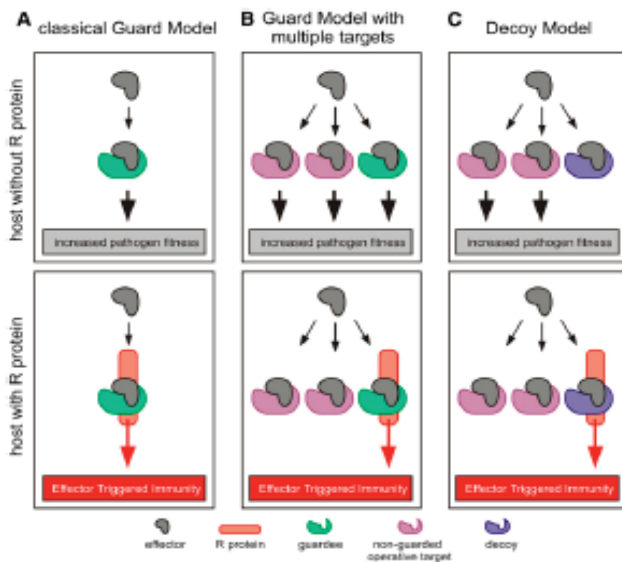 A classical Guard Model
B Guard Model with
multiple targets
C Decoy Model
host without R protein
increased pathogen fitness
increased pathogen fitness
increased pathogen fitness
host with R protein
Effector Triggered Immunity
Effector Triggered Immunity
Effector Triggered Immunity
effector
R protein
guardee
non-guarded
operative target
decoy